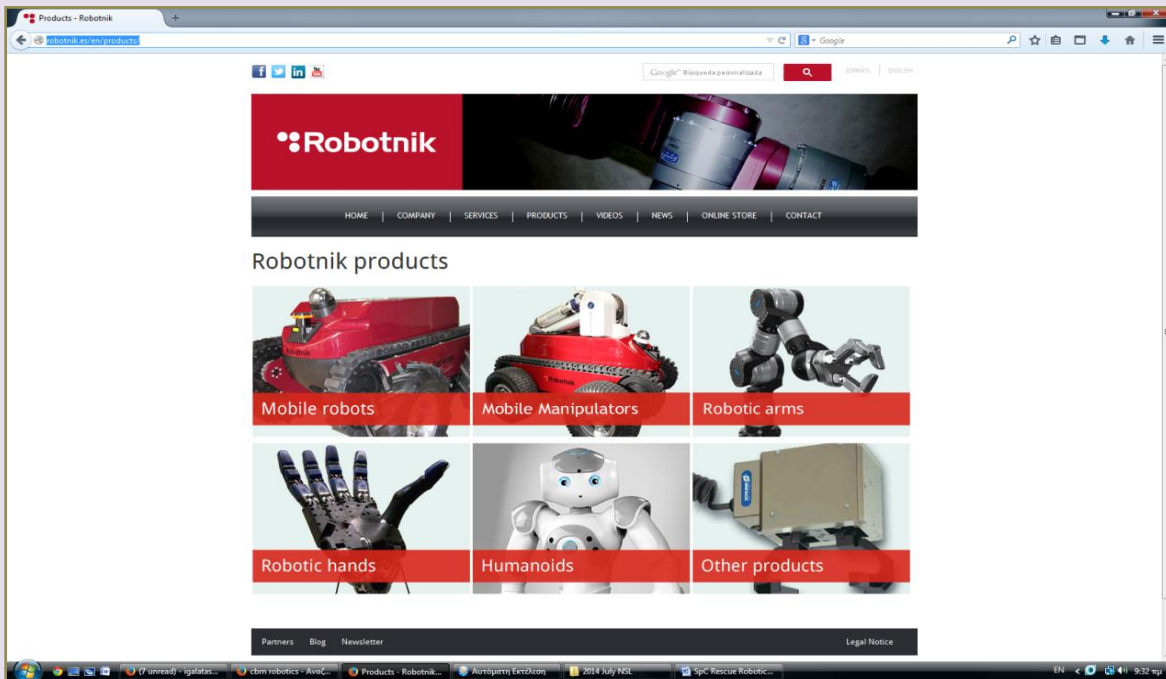 Products - Robotnik
robotnik.es/en/products/
Google
Google™ Búsqueda personalizada
ESPAÑOL | ENGLISH
Robotnik
HOME | COMPANY | SERVICES | PRODUCTS | VIDEOS | NEWS | ONLINE STORE | CONTACT
Robotnik products
Mobile robots
Mobile Manipulators
Robotic arms
Robotic hands
Humanoids
Other products
Partners Blog Newsletter Legal Notice
(7 unread) - igalatas... cbrn robotics - Αναζ... Products - Robotnik... Αυτόματη Εκτέλεση 2014 July NSL SpC Rescue Robotic... EN 9:32 πμ